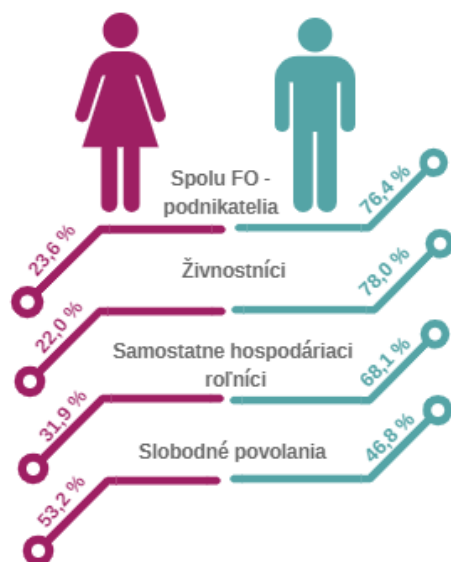 Spolu FO -
podnikatelia
23,6 %
76,4 %
Živnostníci
22,0 %
78,0 %
Samostatne hospodáriaci
roľníci
31,9 %
68,1 %
Slobodné povolania
53,2 %
46,8 %